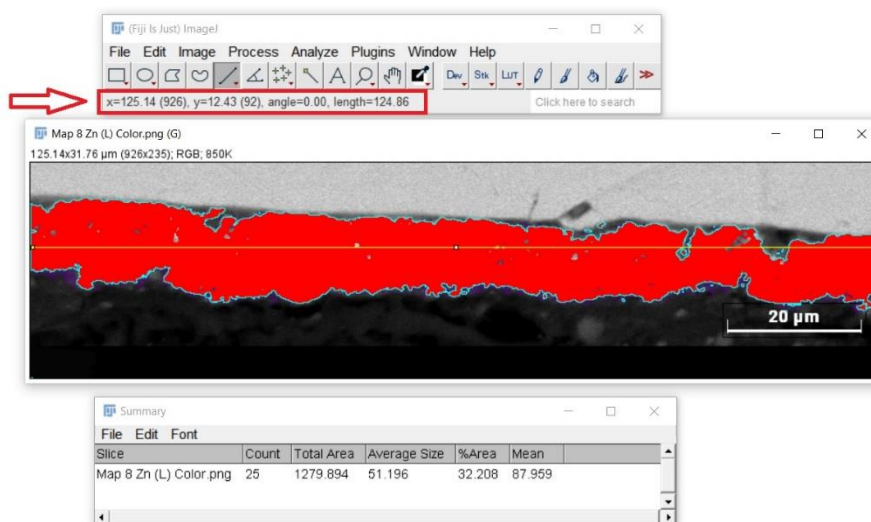 (Fiji Is Just) ImageJ
File Edit Image Process Analyze Plugins Window Help
A Dev Stk LUT >>
x=125.14 (926), y=12.43 (92), angle=0.00, length=124.86 Click here to search
Map 8 Zn (L) Color.png (G)
125.14x31.76 µm (926x235); RGB; 850K
20 µm
Summary
File Edit Font
Slice Count Total Area Average Size %Area Mean
Map 8 Zn (L) Color.png 25 1279.894 51.196 32.208 87.959